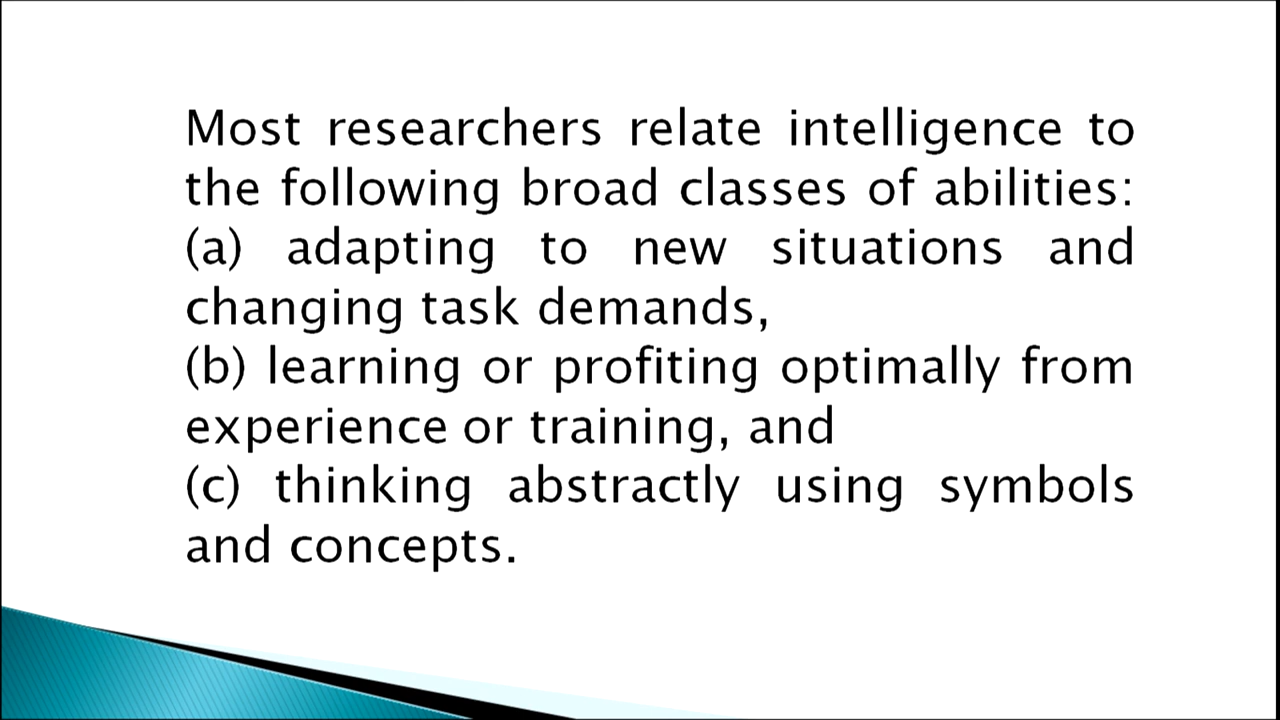 Most researchers relate intelligence to
the following broad classes of abilities:
(a) adapting to new situations and
changing task demands,
(b) learning or profiting optimally from
experience or training, and
(c) thinking abstractly using symbols
and concepts.